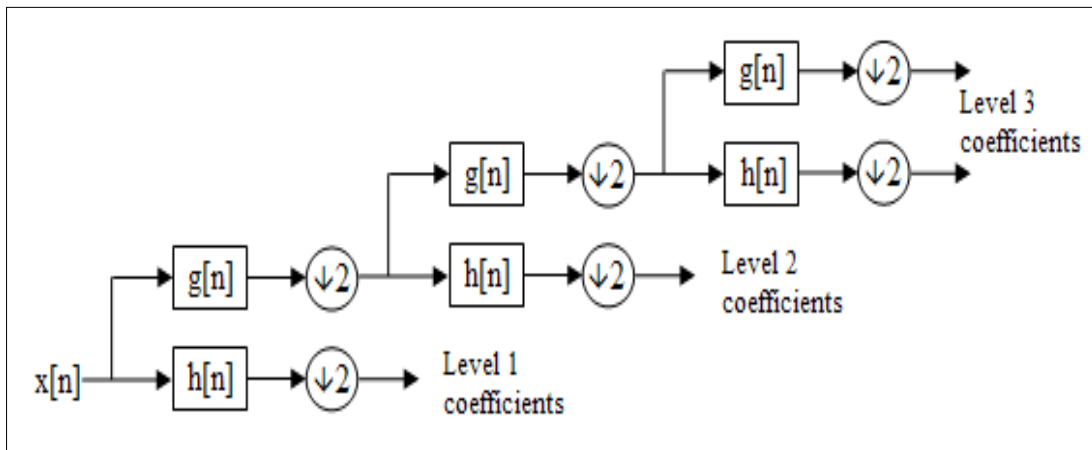 g[n]
↓2
Level 3
coefficients
g[n]
↓2
h[n]
↓2
g[n]
↓2
h[n]
↓2
Level 2
coefficients
x[n]
h[n]
↓2
Level 1
coefficients